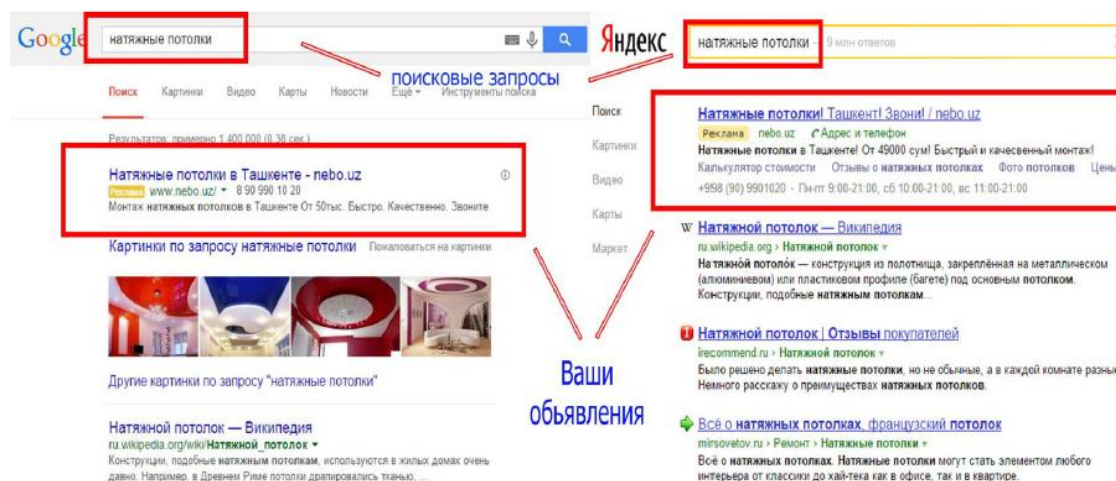 Google
натяжные потолки
Поиск Картинки Видео Карты Новости Ещё Инструменты поиска
Результатов: примерно 1 400 000 (0,38 сек.)
Натяжные потолки в Ташкенте - nebo.uz
Реклама www.nebo.uz/ 8 90 990 10 20
Монтаж натяжных потолков в Ташкенте От 50тыс. Быстро. Качественно. Звоните
Картинки по запросу натяжные потолки Пожаловаться на картинки
Другие картинки по запросу "натяжные потолки"
Натяжной потолок — Википедия
ru.wikipedia.org/wiki/Натяжной_потолок
Конструкции, подобные натяжным потолкам, используются в жилых домах очень
давно. Например, в Древнем Риме потолки драпировались тканью, ...
поисковые запросы
Ваши
обьявления
Яндекс
натяжные потолки - 9 млн ответов
Поиск
Картинки
Видео
Карты
Маркет
Натяжные потолки! Ташкент! Звони! / nebo.uz
Реклама nebo.uz Адрес и телефон
Натяжные потолки в Ташкенте! От 49000 сум! Быстрый и качесвенный монтаж!
Калькулятор стоимости Отзывы о натяжных потолках Фото потолков Цены
+998 (90) 9901020 · Пн-пт 9:00-21:00, сб 10:00-21:00, вс 11:00-21:00
W Натяжной потолок — Википедия
ru.wikipedia.org › Натяжной потолок
Натяжной потолок — конструкция из полотнища, закреплённая на металлическом
(алюминиевом) или пластиковом профиле (багете) под основным потолком.
Конструкции, подобные натяжным потолкам...
Натяжной потолок | Отзывы покупателей
irecommend.ru › Натяжной потолок
Было решено делать натяжные потолки, но не обычные, а в каждой комнате разные
Немного расскажу о преимуществах натяжных потолков.
Всё о натяжных потолках, французский потолок
mirsovetov.ru › Ремонт › Натяжные потолки
Всё о натяжных потолках. Натяжные потолки могут стать элементом любого
интерьера от классики до хай-тека как в офисе, так и в квартире.